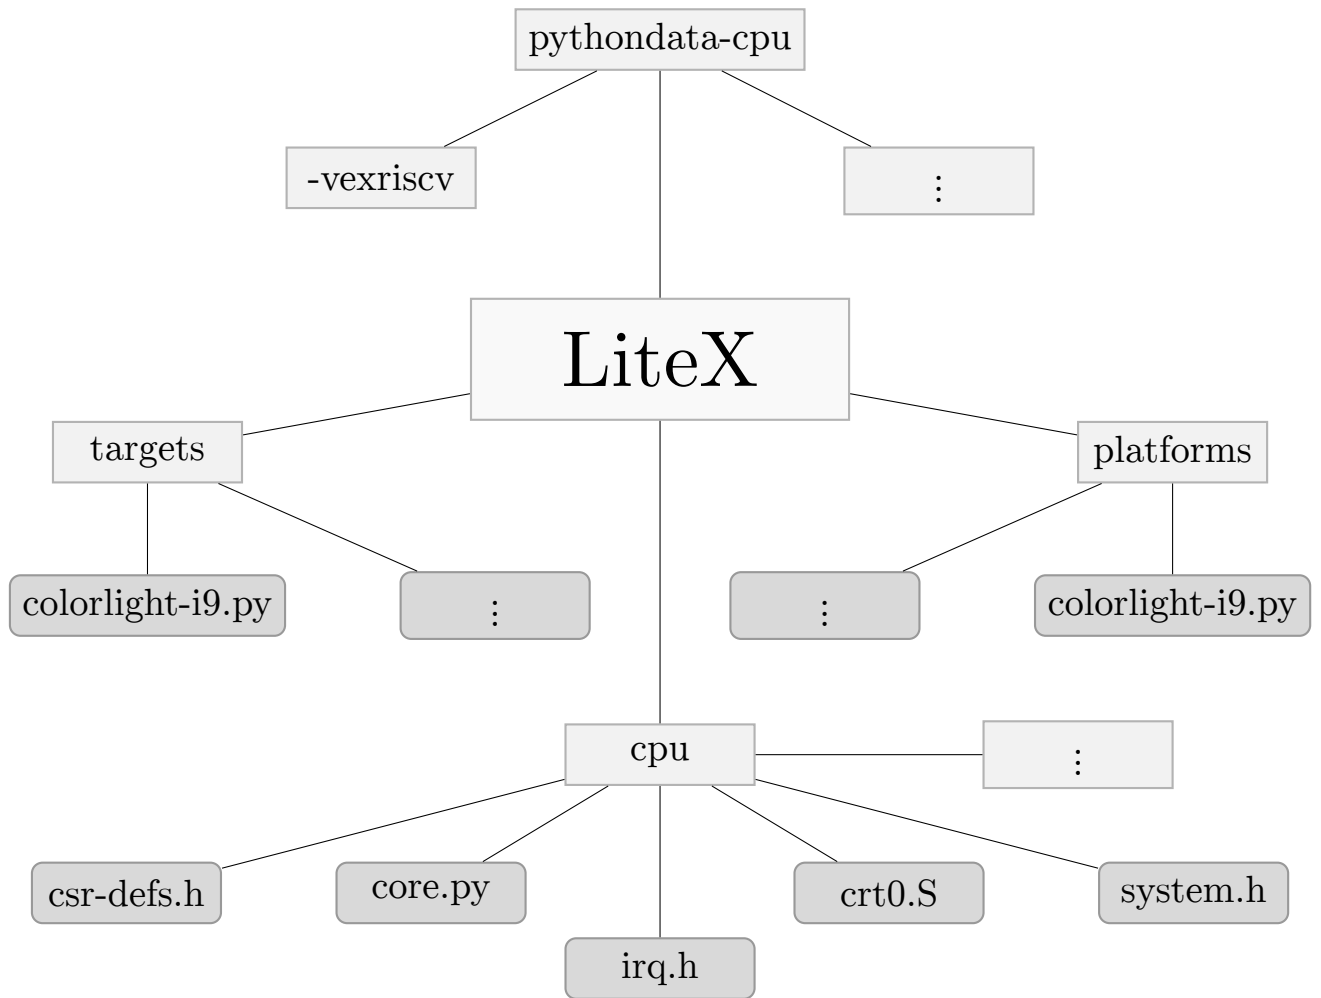 pythondata-cpu
-vexriscv
⋮
LiteX
targets
platforms
colorlight-i9.py
⋮
⋮
colorlight-i9.py
cpu
⋮
csr-defs.h
core.py
crt0.S
system.h
irq.h